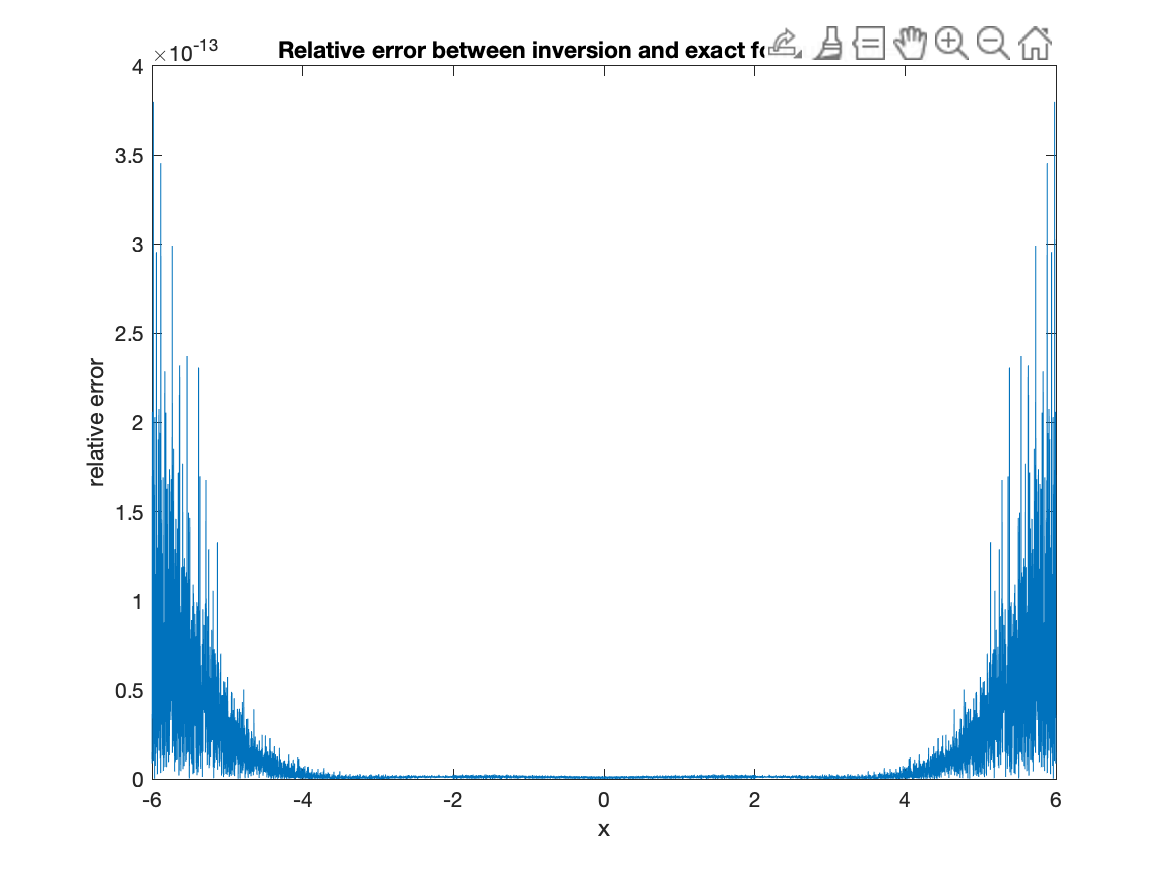 ×10-13
Relative error between inversion and exact
4
3.5
3
2.5
2
1.5
1
0.5
0
relative error
-6 -4 -2 0 2 4 6
x